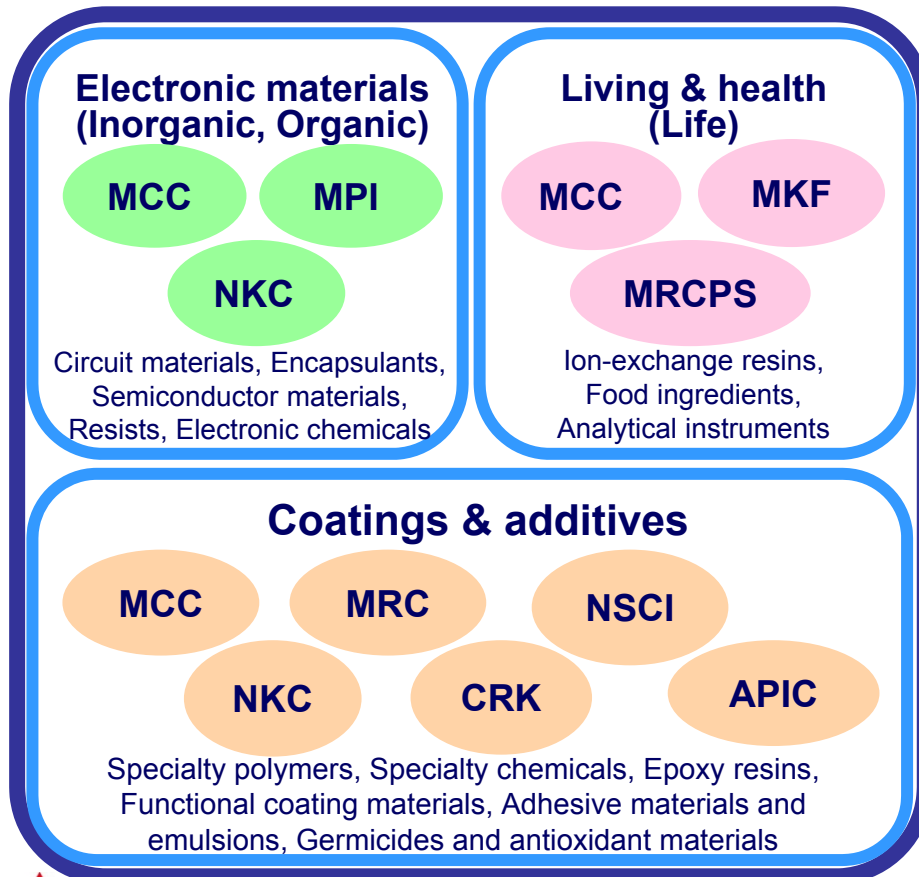 Electronic materials
(Inorganic, Organic)
MCC
MPI
NKC
Circuit materials, Encapsulants,
Semiconductor materials,
Resists, Electronic chemicals
Living & health
(Life)
MCC
MKF
MRCPS
Ion-exchange resins,
Food ingredients,
Analytical instruments
Coatings & additives
MCC
MRC
NSCI
NKC
CRK
APIC
Specialty polymers, Specialty chemicals, Epoxy resins,
Functional coating materials, Adhesive materials and
emulsions, Germicides and antioxidant materials